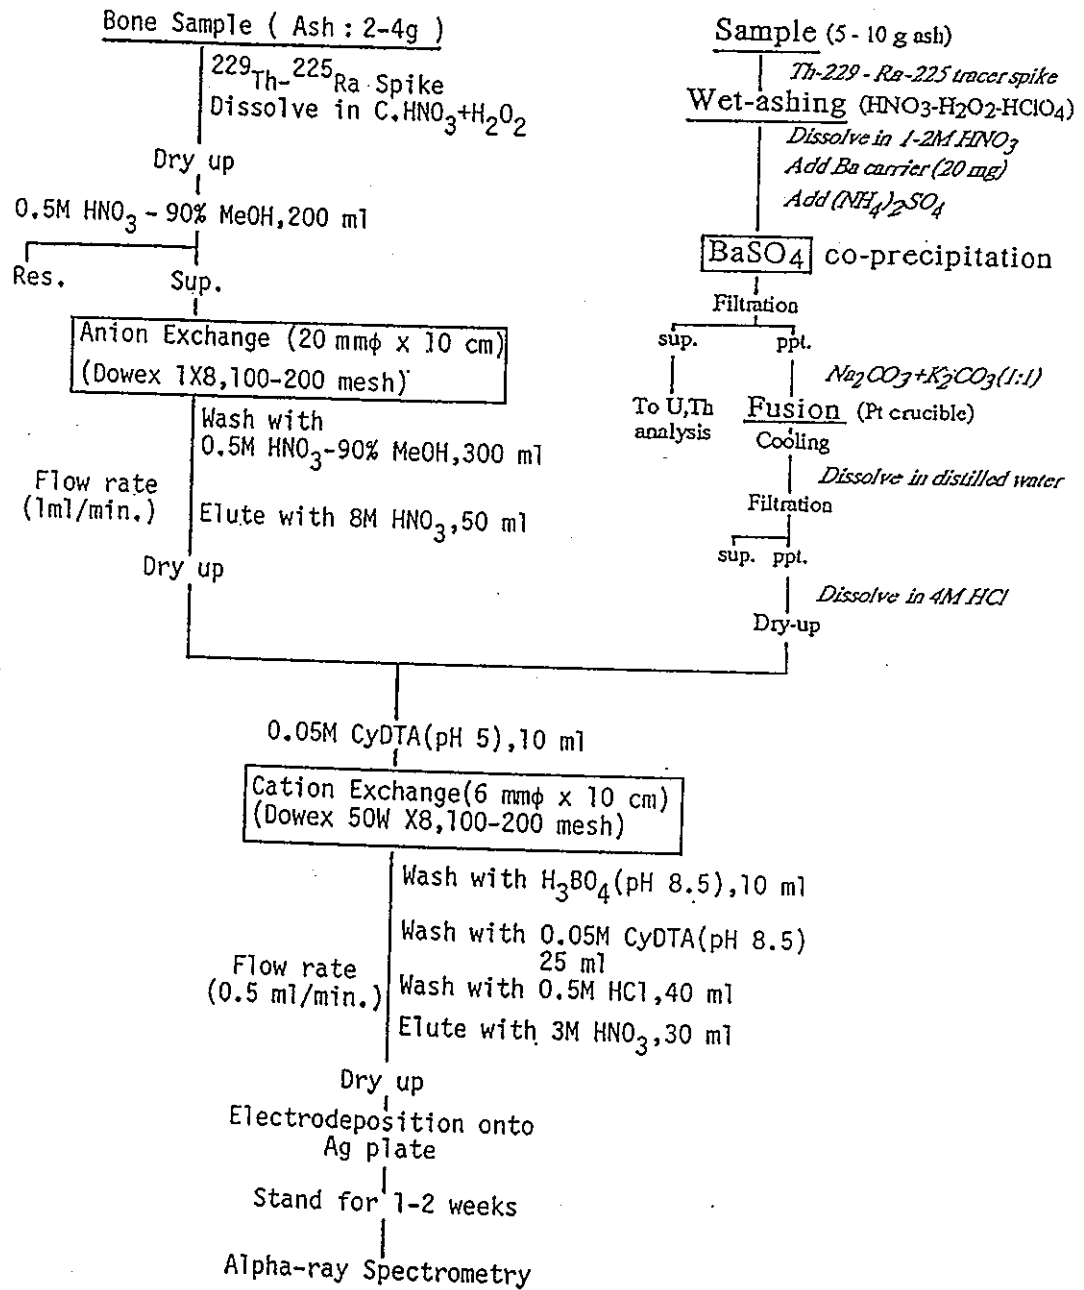 Bone Sample ( Ash : 2-4g )
229Th-225Ra Spike
Dissolve in C.HNO3+H2O2
Dry up
0.5M HNO3 - 90% MeOH,200 ml
Res.
Sup.
Anion Exchange (20 mmϕ x 10 cm)
(Dowex 1X8,100-200 mesh)
Wash with
0.5M HNO3-90% MeOH,300 ml
Flow rate
(1ml/min.)
Elute with 8M HNO3,50 ml
Dry up
Sample (5 - 10 g ash)
Th-229 - Ra-225 tracer spike
Wet-ashing (HNO3-H2O2-HClO4)
Dissolve in 1-2M HNO3
Add Ba carrier (20 mg)
Add (NH4)2SO4
BaSO4 co-precipitation
Filtration
sup.
ppt.
Na2CO3+K2CO3(1:1)
To U,Th
analysis
Fusion (Pt crucible)
Cooling
Dissolve in distilled water
Filtration
sup. ppt.
Dissolve in 4M HCl
Dry-up
0.05M CyDTA(pH 5),10 ml
Cation Exchange(6 mmϕ x 10 cm)
(Dowex 50W X8,100-200 mesh)
Wash with H3BO4(pH 8.5),10 ml
Wash with 0.05M CyDTA(pH 8.5)
25 ml
Flow rate
(0.5 ml/min.)
Wash with 0.5M HCl,40 ml
Elute with 3M HNO3,30 ml
Dry up
Electrodeposition onto
Ag plate
Stand for 1-2 weeks
Alpha-ray Spectrometry